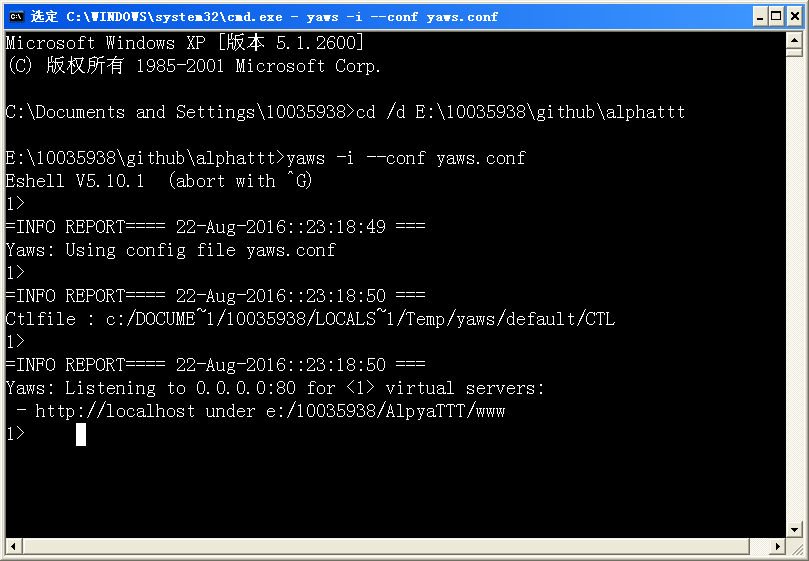 选定 C:\WINDOWS\system32\cmd.exe - yaws -i --conf yaws.conf
Microsoft Windows XP [版本 5.1.2600]
(C) 版权所有 1985-2001 Microsoft Corp.
C:\Documents and Settings\10035938>cd /d E:\10035938\github\alphattt
E:\10035938\github\alphattt>yaws -i --conf yaws.conf
Eshell V5.10.1  (abort with ^G)
1>
=INFO REPORT==== 22-Aug-2016::23:18:49 ===
Yaws: Using config file yaws.conf
1>
=INFO REPORT==== 22-Aug-2016::23:18:50 ===
Ctlfile : c:/DOCUME~1/10035938/LOCALS~1/Temp/yaws/default/CTL
1>
=INFO REPORT==== 22-Aug-2016::23:18:50 ===
Yaws: Listening to 0.0.0.0:80 for <1> virtual servers:
 - http://localhost under e:/10035938/AlpyaTTT/www
1>